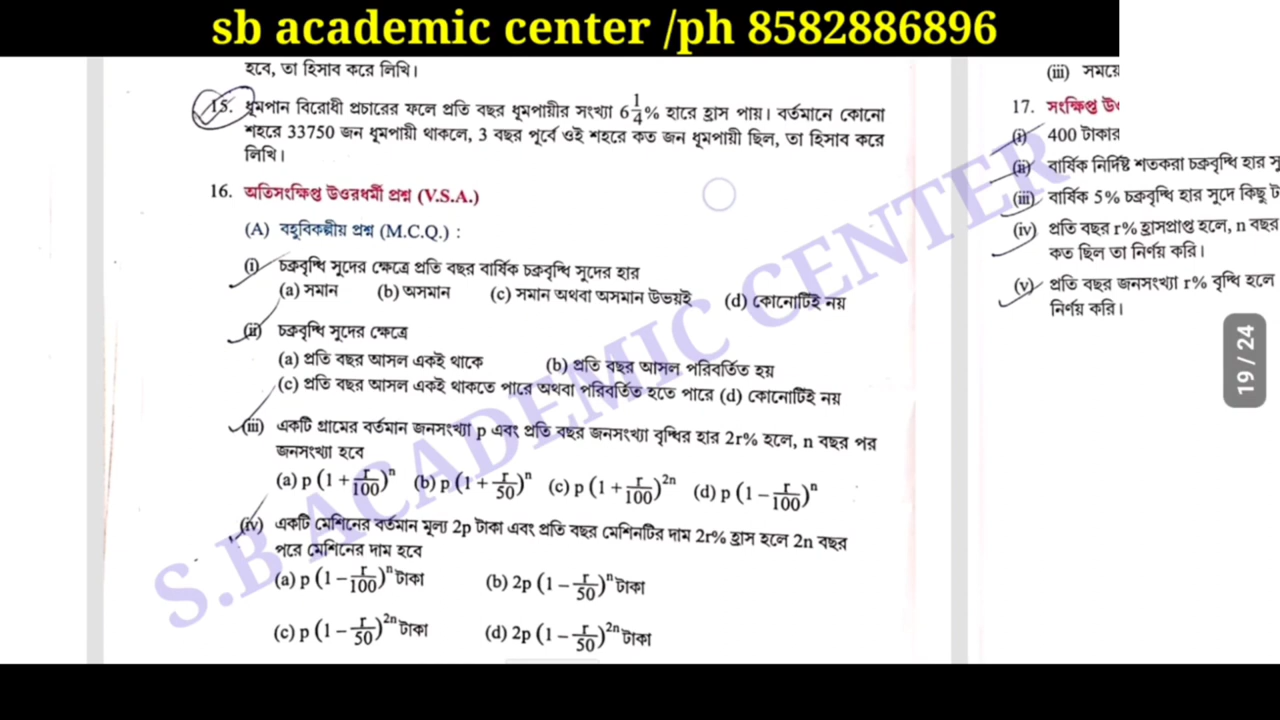 sb academic center /ph 8582886896
হবে, তা হিসাব করে লিখি।
15. ধূমপান বিরোধী প্রচারের ফলে প্রতি বছর ধূমপায়ীর সংখ্যা 6 1/4% হারে হ্রাস পায়। বর্তমানে কোনো
শহরে 33750 জন ধূমপায়ী থাকলে, 3 বছর পূর্বে ওই শহরে কত জন ধূমপায়ী ছিল, তা হিসাব করে
লিখি।
16. অতিসংক্ষিপ্ত উত্তরধর্মী প্রশ্ন (V.S.A.)
(A) বহুবিকল্পীয় প্রশ্ন (M.C.Q.) :
(i) চক্রবৃদ্ধি সুদের ক্ষেত্রে প্রতি বছর বার্ষিক চক্রবৃদ্ধি সুদের হার
(a) সমান (b) অসমান (c) সমান অথবা অসমান উভয়ই (d) কোনোটিই নয়
(ii) চক্রবৃদ্ধি সুদের ক্ষেত্রে
(a) প্রতি বছর আসল একই থাকে (b) প্রতি বছর আসল পরিবর্তিত হয়
(c) প্রতি বছর আসল একই থাকতে পারে অথবা পরিবর্তিত হতে পারে (d) কোনোটিই নয়
(iii) একটি গ্রামের বর্তমান জনসংখ্যা p এবং প্রতি বছর জনসংখ্যা বৃদ্ধির হার 2r% হলে, n বছর পর
জনসংখ্যা হবে
(a) p (1 + r/100)^n (b) p (1 + r/50)^n (c) p (1 + r/100)^2n (d) p (1 − r/100)^n
(iv) একটি মেশিনের বর্তমান মূল্য 2p টাকা এবং প্রতি বছর মেশিনটির দাম 2r% হ্রাস হলে 2n বছর
পরে মেশিনের দাম হবে
(a) p (1 − r/100)^n টাকা (b) 2p (1 − r/50)^n টাকা
(c) p (1 − r/50)^2n টাকা (d) 2p (1 − r/50)^2n টাকা
(iii) সময়ে
17. সংক্ষিপ্ত
(i) 400 টাকার
(ii) বার্ষিক নির্দিষ্ট শতকরা চক্রবৃদ্ধি হার
(iii) বার্ষিক 5% চক্রবৃদ্ধি হার সুদে কিছু
(iv) প্রতি বছর r% হ্রাসপ্রাপ্ত হলে, n বছর
কত ছিল তা নির্ণয় করি।
(v) প্রতি বছর জনসংখ্যা r% বৃদ্ধি হলে
নির্ণয় করি।
19 / 24
S.B ACADEMIC CENTER